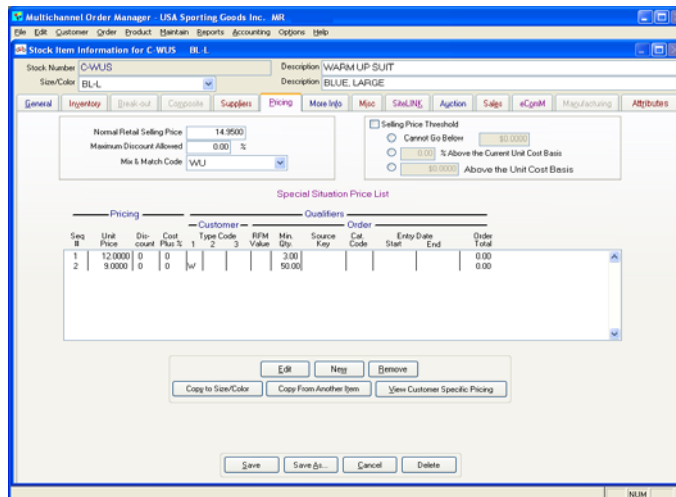 Multichannel Order Manager - USA Sporting Goods Inc. MR
File Edit Customer Order Product Maintain Reports Accounting Options Help
Stock Item Information for C-WUS BL-L
Stock Number C-WUS Description WARM UP SUIT
Size/Color BL-L Description BLUE, LARGE
General Inventory Break-out Composite Suppliers Pricing More Info Misc SiteLINK Auction Sales eComM Manufacturing Attributes
Normal Retail Selling Price 14.9500
Maximum Discount Allowed 0.00 %
Mix & Match Code WU
Selling Price Threshold
Cannot Go Below $0.0000
0.00 % Above the Current Unit Cost Basis
$0.0000 Above the Unit Cost Basis
Special Situation Price List
Pricing Qualifiers
Customer Order
Seq Unit Dis- Cost Type Code RFM Min. Source Cat. Entry Date Order
# Price count Plus % 1 2 3 Value Qty. Key Code Start End Total
1 12.0000 0 0 3.00 0.00
2 9.0000 0 0 W 50.00 0.00
Edit New Remove
Copy to Size/Color Copy From Another Item View Customer Specific Pricing
Save Save As... Cancel Delete
NUM